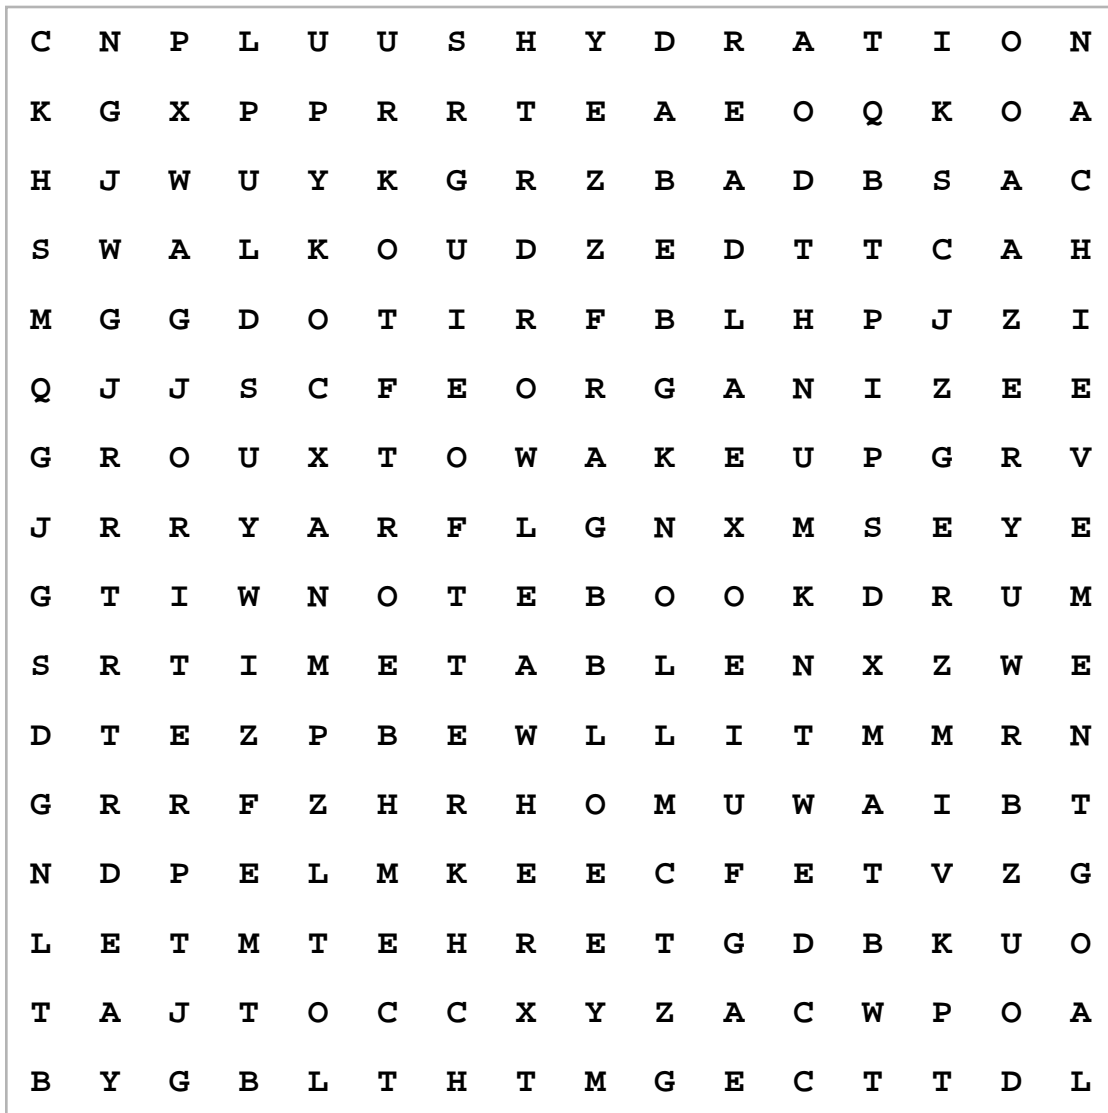 C N P L U U S H Y D R A T I O N
K G X P P R R T E A E O Q K O A
H J W U Y K G R Z B A D B S A C
S W A L K O U D Z E D T T C A H
M G G D O T I R F B L H P J Z I
Q J J S C F E O R G A N I Z E E
G R O U X T O W A K E U P G R V
J R R Y A R F L G N X M S E Y E
G T I W N O T E B O O K D R U M
S R T I M E T A B L E N X Z W E
D T E Z P B E W L L I T M M R N
G R R F Z H R H O M U W A I B T
N D P E L M K E E C F E T V Z G
L E T M T E H R E T G D B K U O
T A J T O C C X Y Z A C W P O A
B Y G B L T H T M G E C T T D L